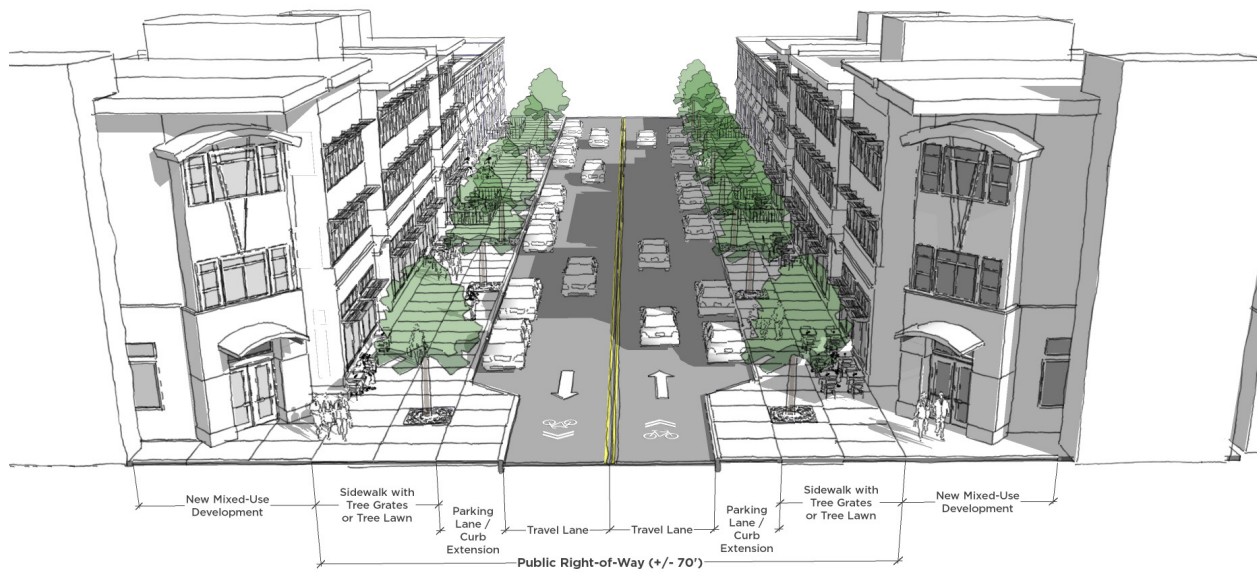 New Mixed-Use
Development
Sidewalk with
Tree Grates
or Tree Lawn
Parking
Lane /
Curb
Extension
Travel Lane
Travel Lane
Parking
Lane /
Curb
Extension
Sidewalk with
Tree Grates
or Tree Lawn
New Mixed-Use
Development
Public Right-of-Way (+/- 70')